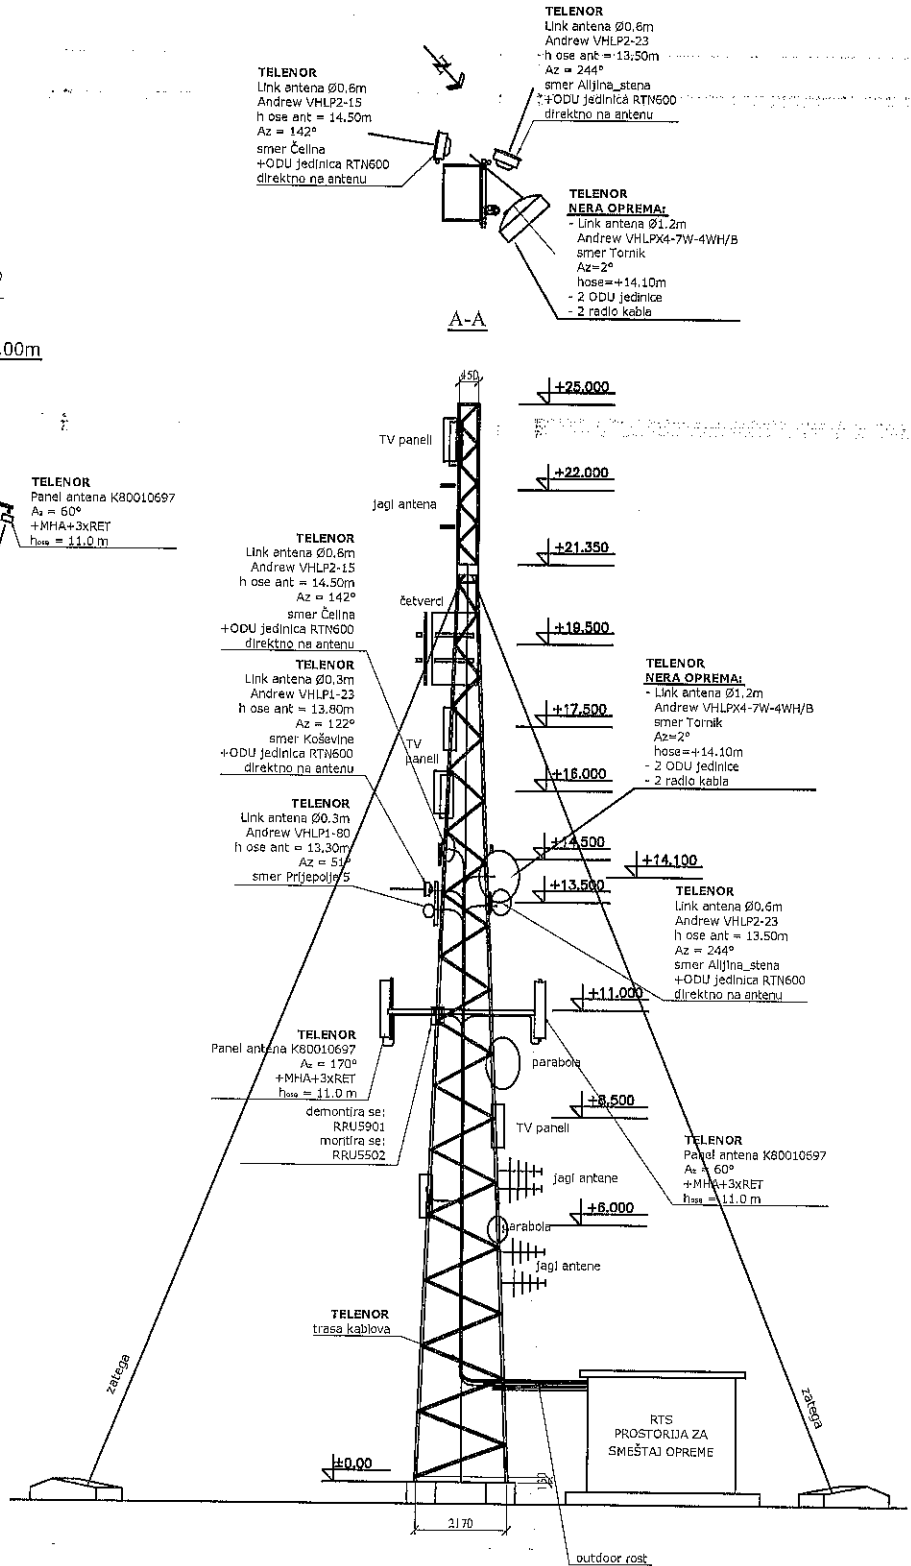 TELENOR
Link antena Ø0,6m
Andrew VHLP2-23
h ose ant = 13,50m
Az = 244°
smer Alijina_stena
+ODU jedinica RTN600
direktno na antenu
TELENOR
Link antena Ø0,6m
Andrew VHLP2-15
h ose ant = 14.50m
Az = 142°
smer Čelina
+ODU jedinica RTN600
direktno na antenu
N
TELENOR
NERA OPREMA:
- Link antena Ø1.2m
Andrew VHLPX4-7W-4WH/B
smer Tornik
Az=2°
hose=+14.10m
- 2 ODU jedinice
- 2 radio kabla
A-A
.00m
450
+25.000
TV paneli
+22.000
jagi antena
TELENOR
Panel antena K80010697
Az = 60°
+MHA+3xRET
hose = 11.0 m
+21.350
TELENOR
Link antena Ø0,6m
Andrew VHLP2-15
h ose ant = 14.50m
Az = 142°
smer Čelina
+ODU jedinica RTN600
direktno na antenu
četverci
+19.500
TELENOR
Link antena Ø0,3m
Andrew VHLP1-23
h ose ant = 13.80m
Az = 122°
smer Koševine
+ODU jedinica RTN600
direktno na antenu
TV
paneli
+17.500
+16.000
TELENOR
NERA OPREMA:
- Link antena Ø1,2m
Andrew VHLPX4-7W-4WH/B
smer Tornik
Az=2°
hose=+14.10m
- 2 ODU jedinice
- 2 radio kabla
TELENOR
Link antena Ø0.3m
Andrew VHLP1-80
h ose ant = 13,30m
Az = 51°
smer Prijepolje 5
+14.500
+14.100
+13.500
TELENOR
Link antena Ø0.6m
Andrew VHLP2-23
h ose ant = 13.50m
Az = 244°
smer Alijina_stena
+ODU jedinica RTN600
direktno na antenu
+11.000
TELENOR
Panel antena K80010697
Az = 170°
+MHA+3xRET
hose = 11.0 m
demontira se:
RRU5901
montira se:
RRU5502
parabola
+8,500
TV paneli
TELENOR
Panel antena K80010697
Az = 60°
+MHA+3xRET
hose = 11.0 m
jagi antene
+6.000
parabola
jagi antene
TELENOR
trasa kablova
zatega
zatega
RTS
PROSTORIJA ZA
SMEŠTAJ OPREME
±0,00
150
2170
outdoor rost